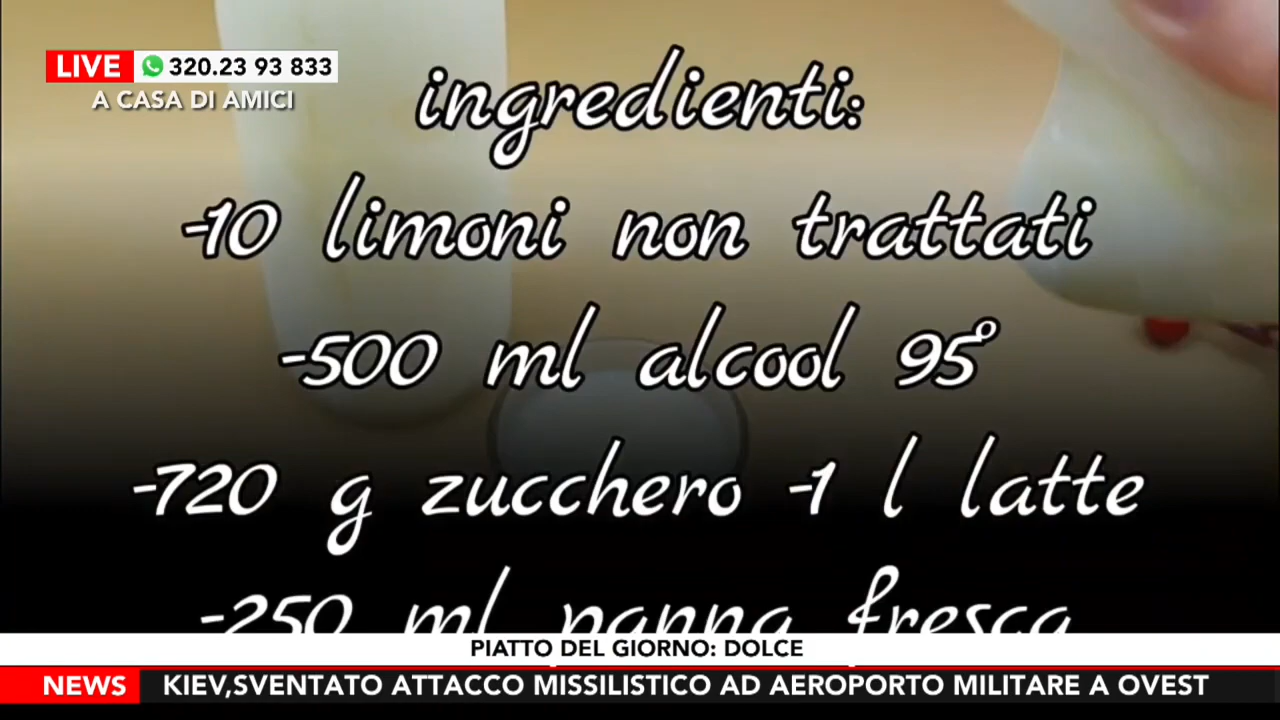 LIVE 320.23 93 833
A CASA DI AMICI
ingredienti:
-10 limoni non trattati
-500 ml alcool 95°
-720 g zucchero -1 l latte
-250 ml panna fresca
PIATTO DEL GIORNO: DOLCE
NEWS KIEV,SVENTATO ATTACCO MISSILISTICO AD AEROPORTO MILITARE A OVEST